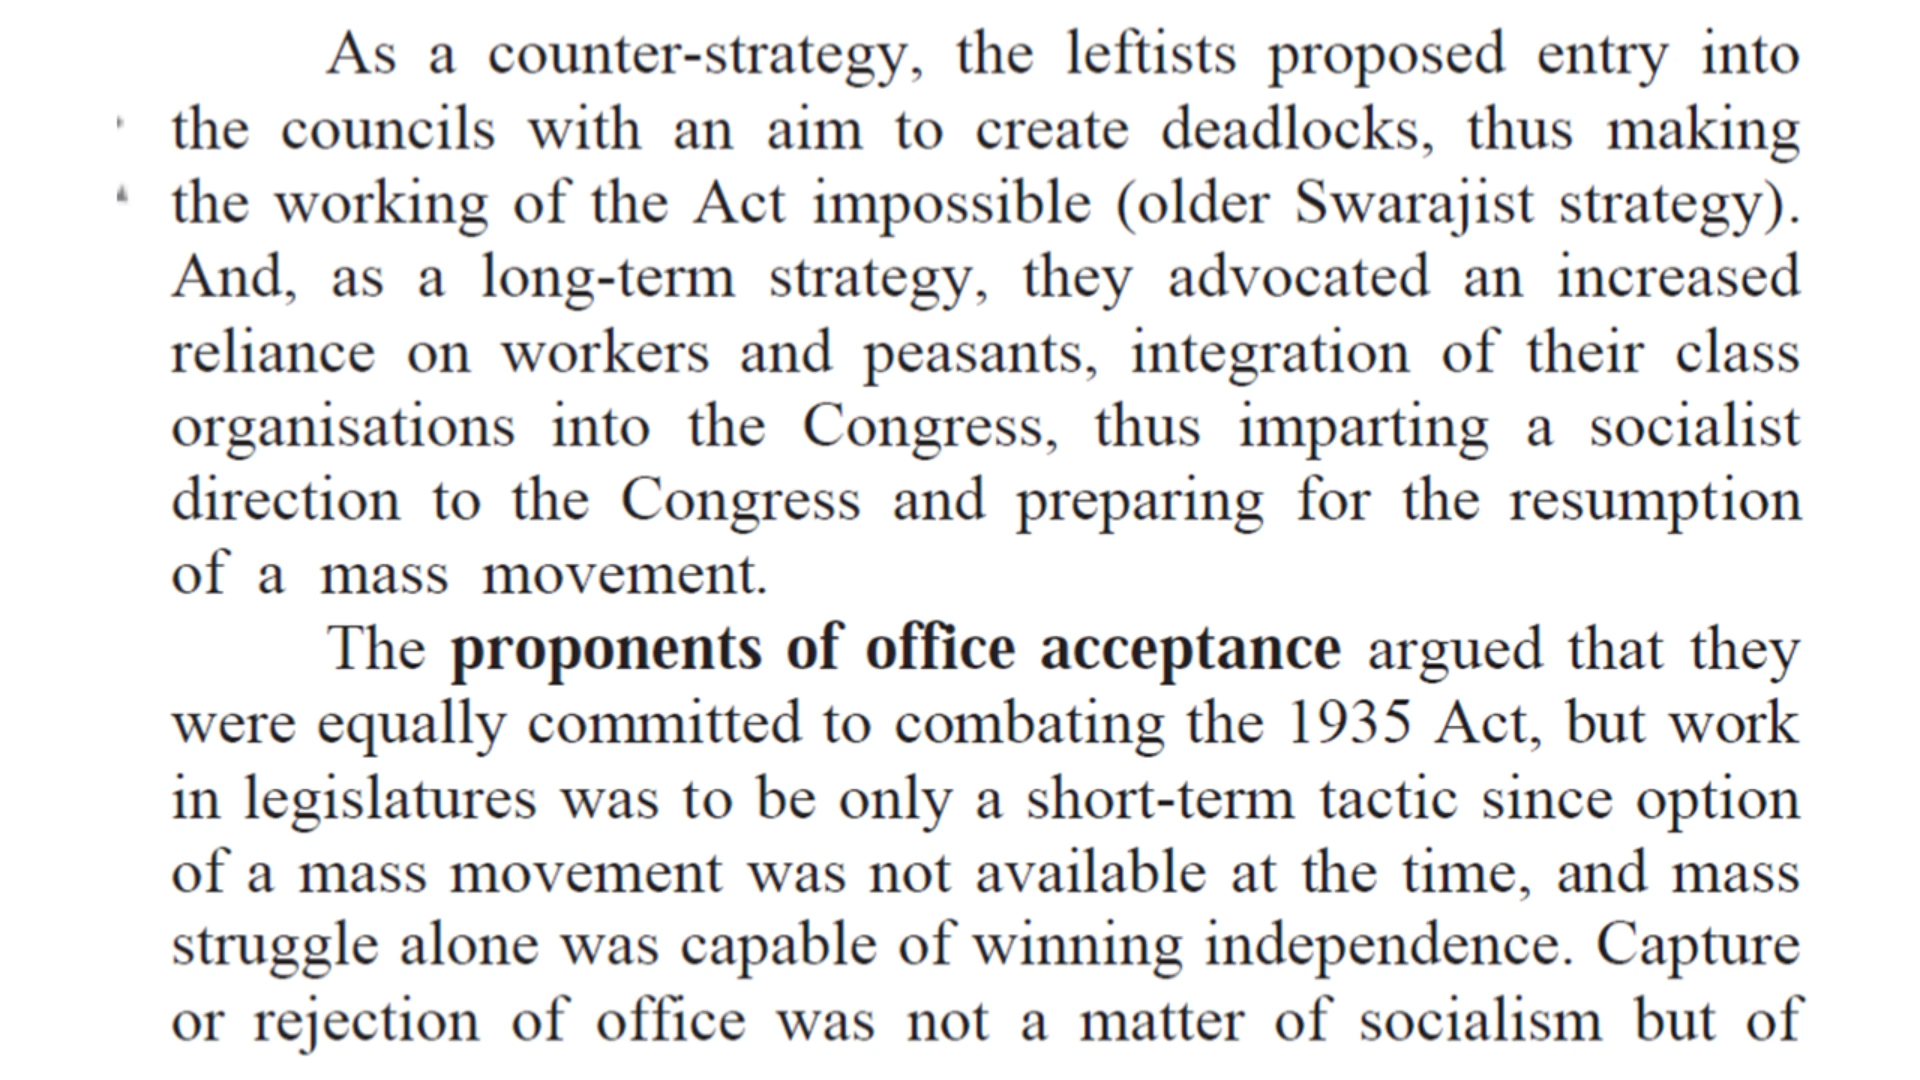 As a counter-strategy, the leftists proposed entry into
the councils with an aim to create deadlocks, thus making
the working of the Act impossible (older Swarajist strategy).
And, as a long-term strategy, they advocated an increased
reliance on workers and peasants, integration of their class
organisations into the Congress, thus imparting a socialist
direction to the Congress and preparing for the resumption
of a mass movement.
The proponents of office acceptance argued that they
were equally committed to combating the 1935 Act, but work
in legislatures was to be only a short-term tactic since option
of a mass movement was not available at the time, and mass
struggle alone was capable of winning independence. Capture
or rejection of office was not a matter of socialism but of